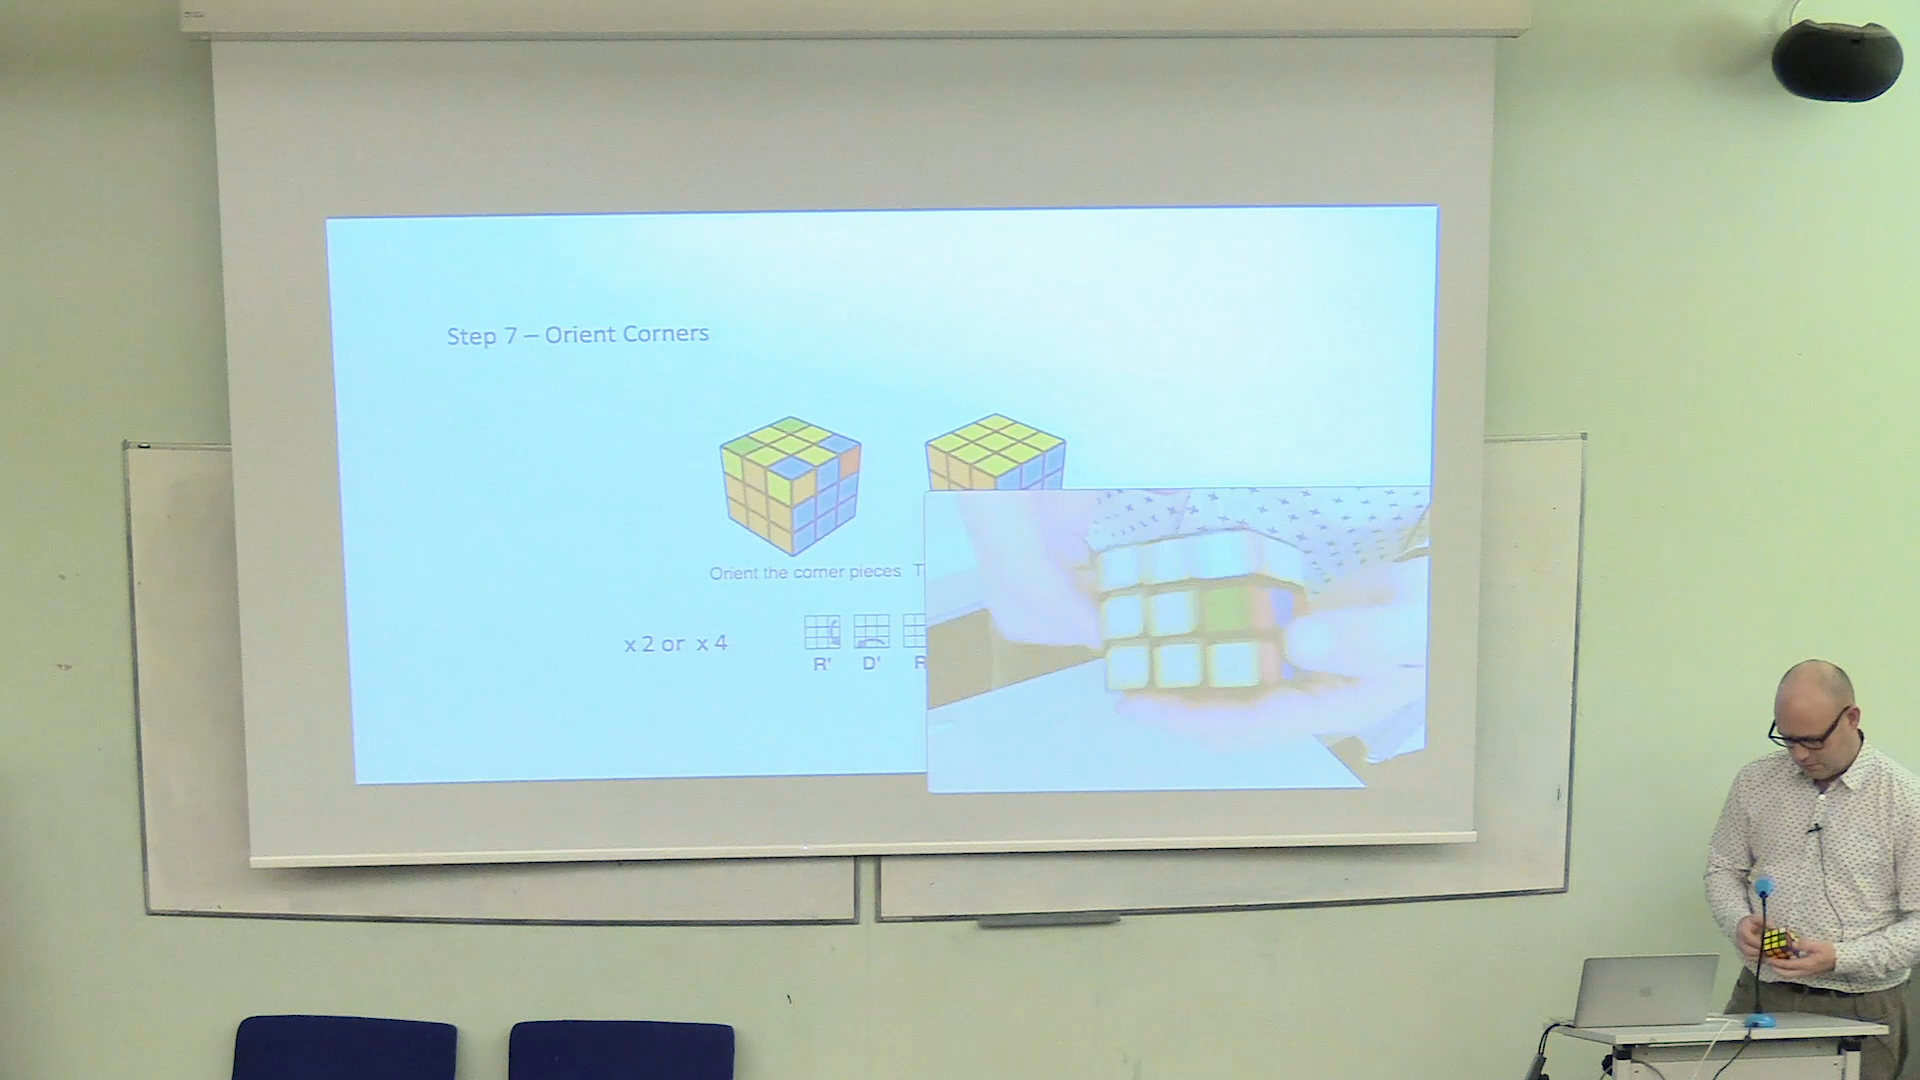 Step 7 – Orient Corners
Orient the corner pieces T
x 2 or x 4
R' D' R